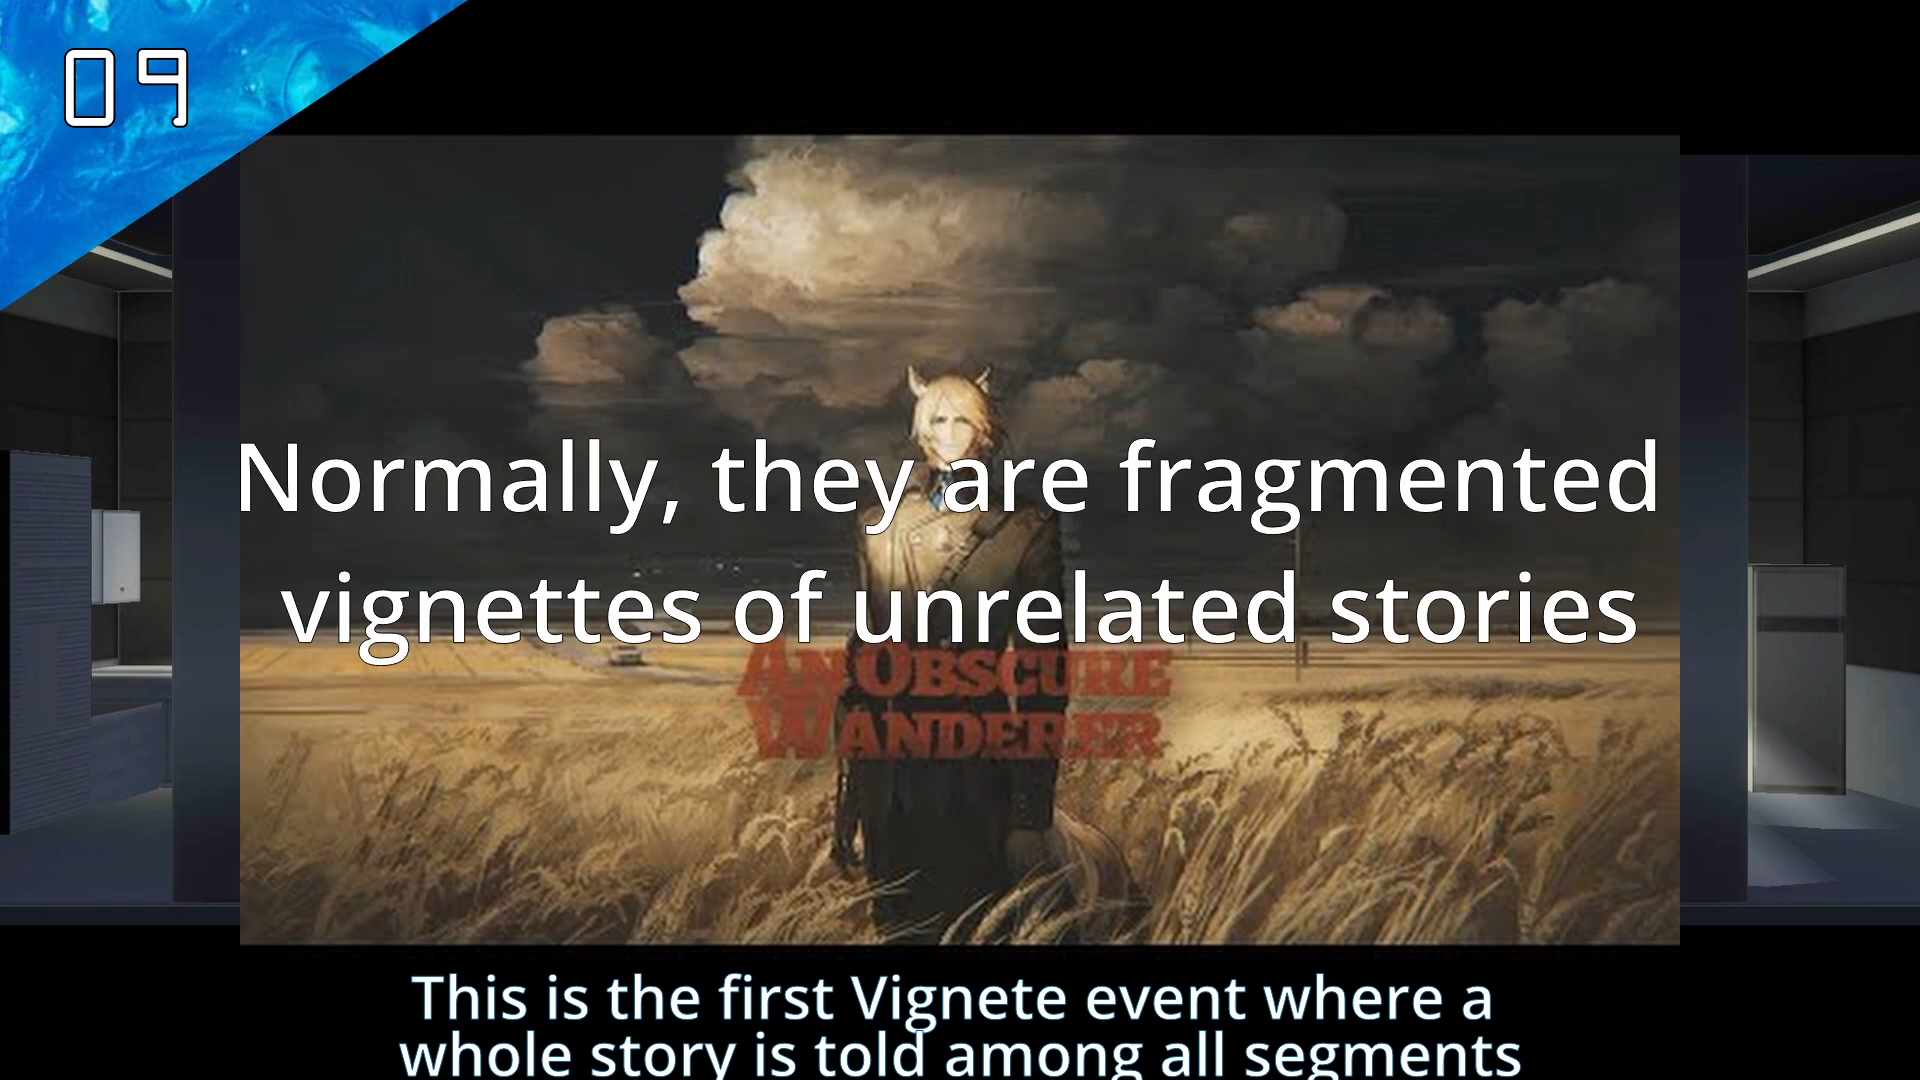 09
Normally, they are fragmented
vignettes of unrelated stories
AN OBSCURE
WANDERER
This is the first Vignete event where a
whole story is told among all segments